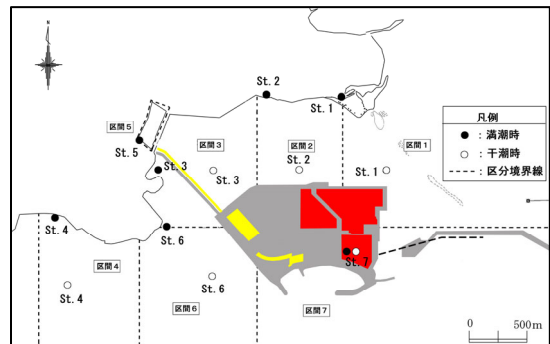 N
凡例
● : 満潮時
○ : 干潮時
---- : 区分境界線
St. 2
St. 1
区間5
St. 5
区間3
区間2
区間1
St. 3
St. 3
St. 2
St. 1
St. 4
St. 6
St. 7
区間4
St. 4
区間6
St. 6
区間7
0 500m